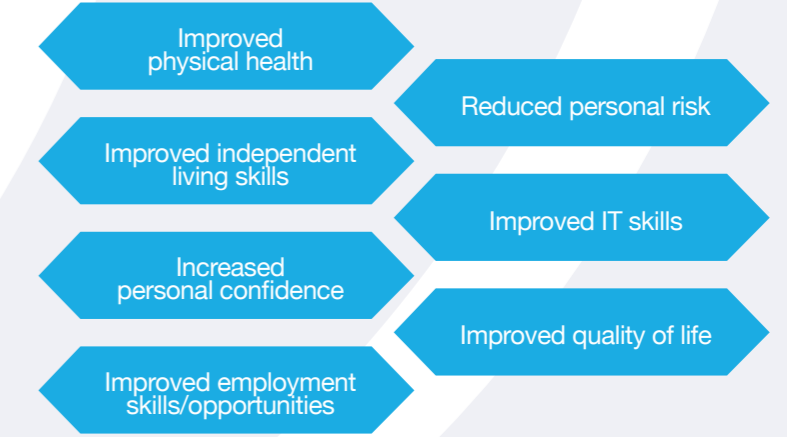 Improved
physical health
Improved independent
living skills
Increased
personal confidence
Improved employment
skills/opportunities
Reduced personal risk
Improved IT skills
Improved quality of life